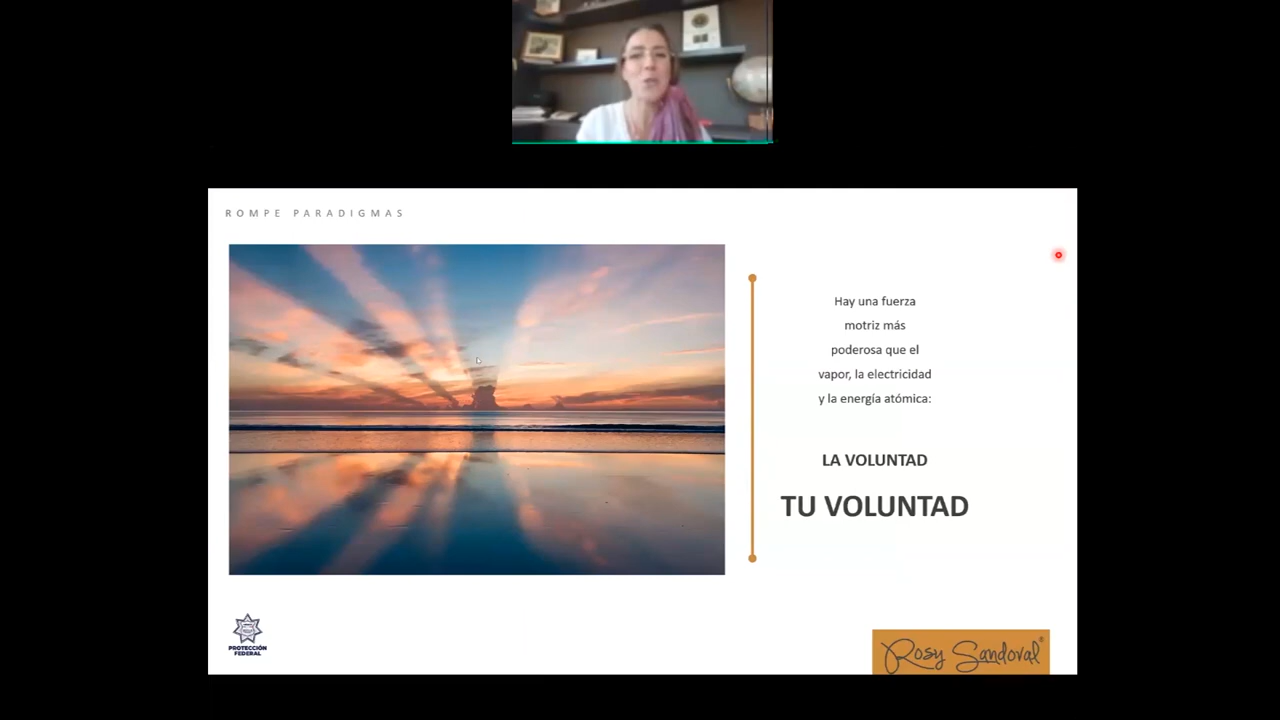 ROMPE PARADIGMAS
Hay una fuerza
motriz más
poderosa que el
vapor, la electricidad
y la energía atómica:
LA VOLUNTAD
TU VOLUNTAD
PROTECCIÓN
FEDERAL
Rosy Sandoval®